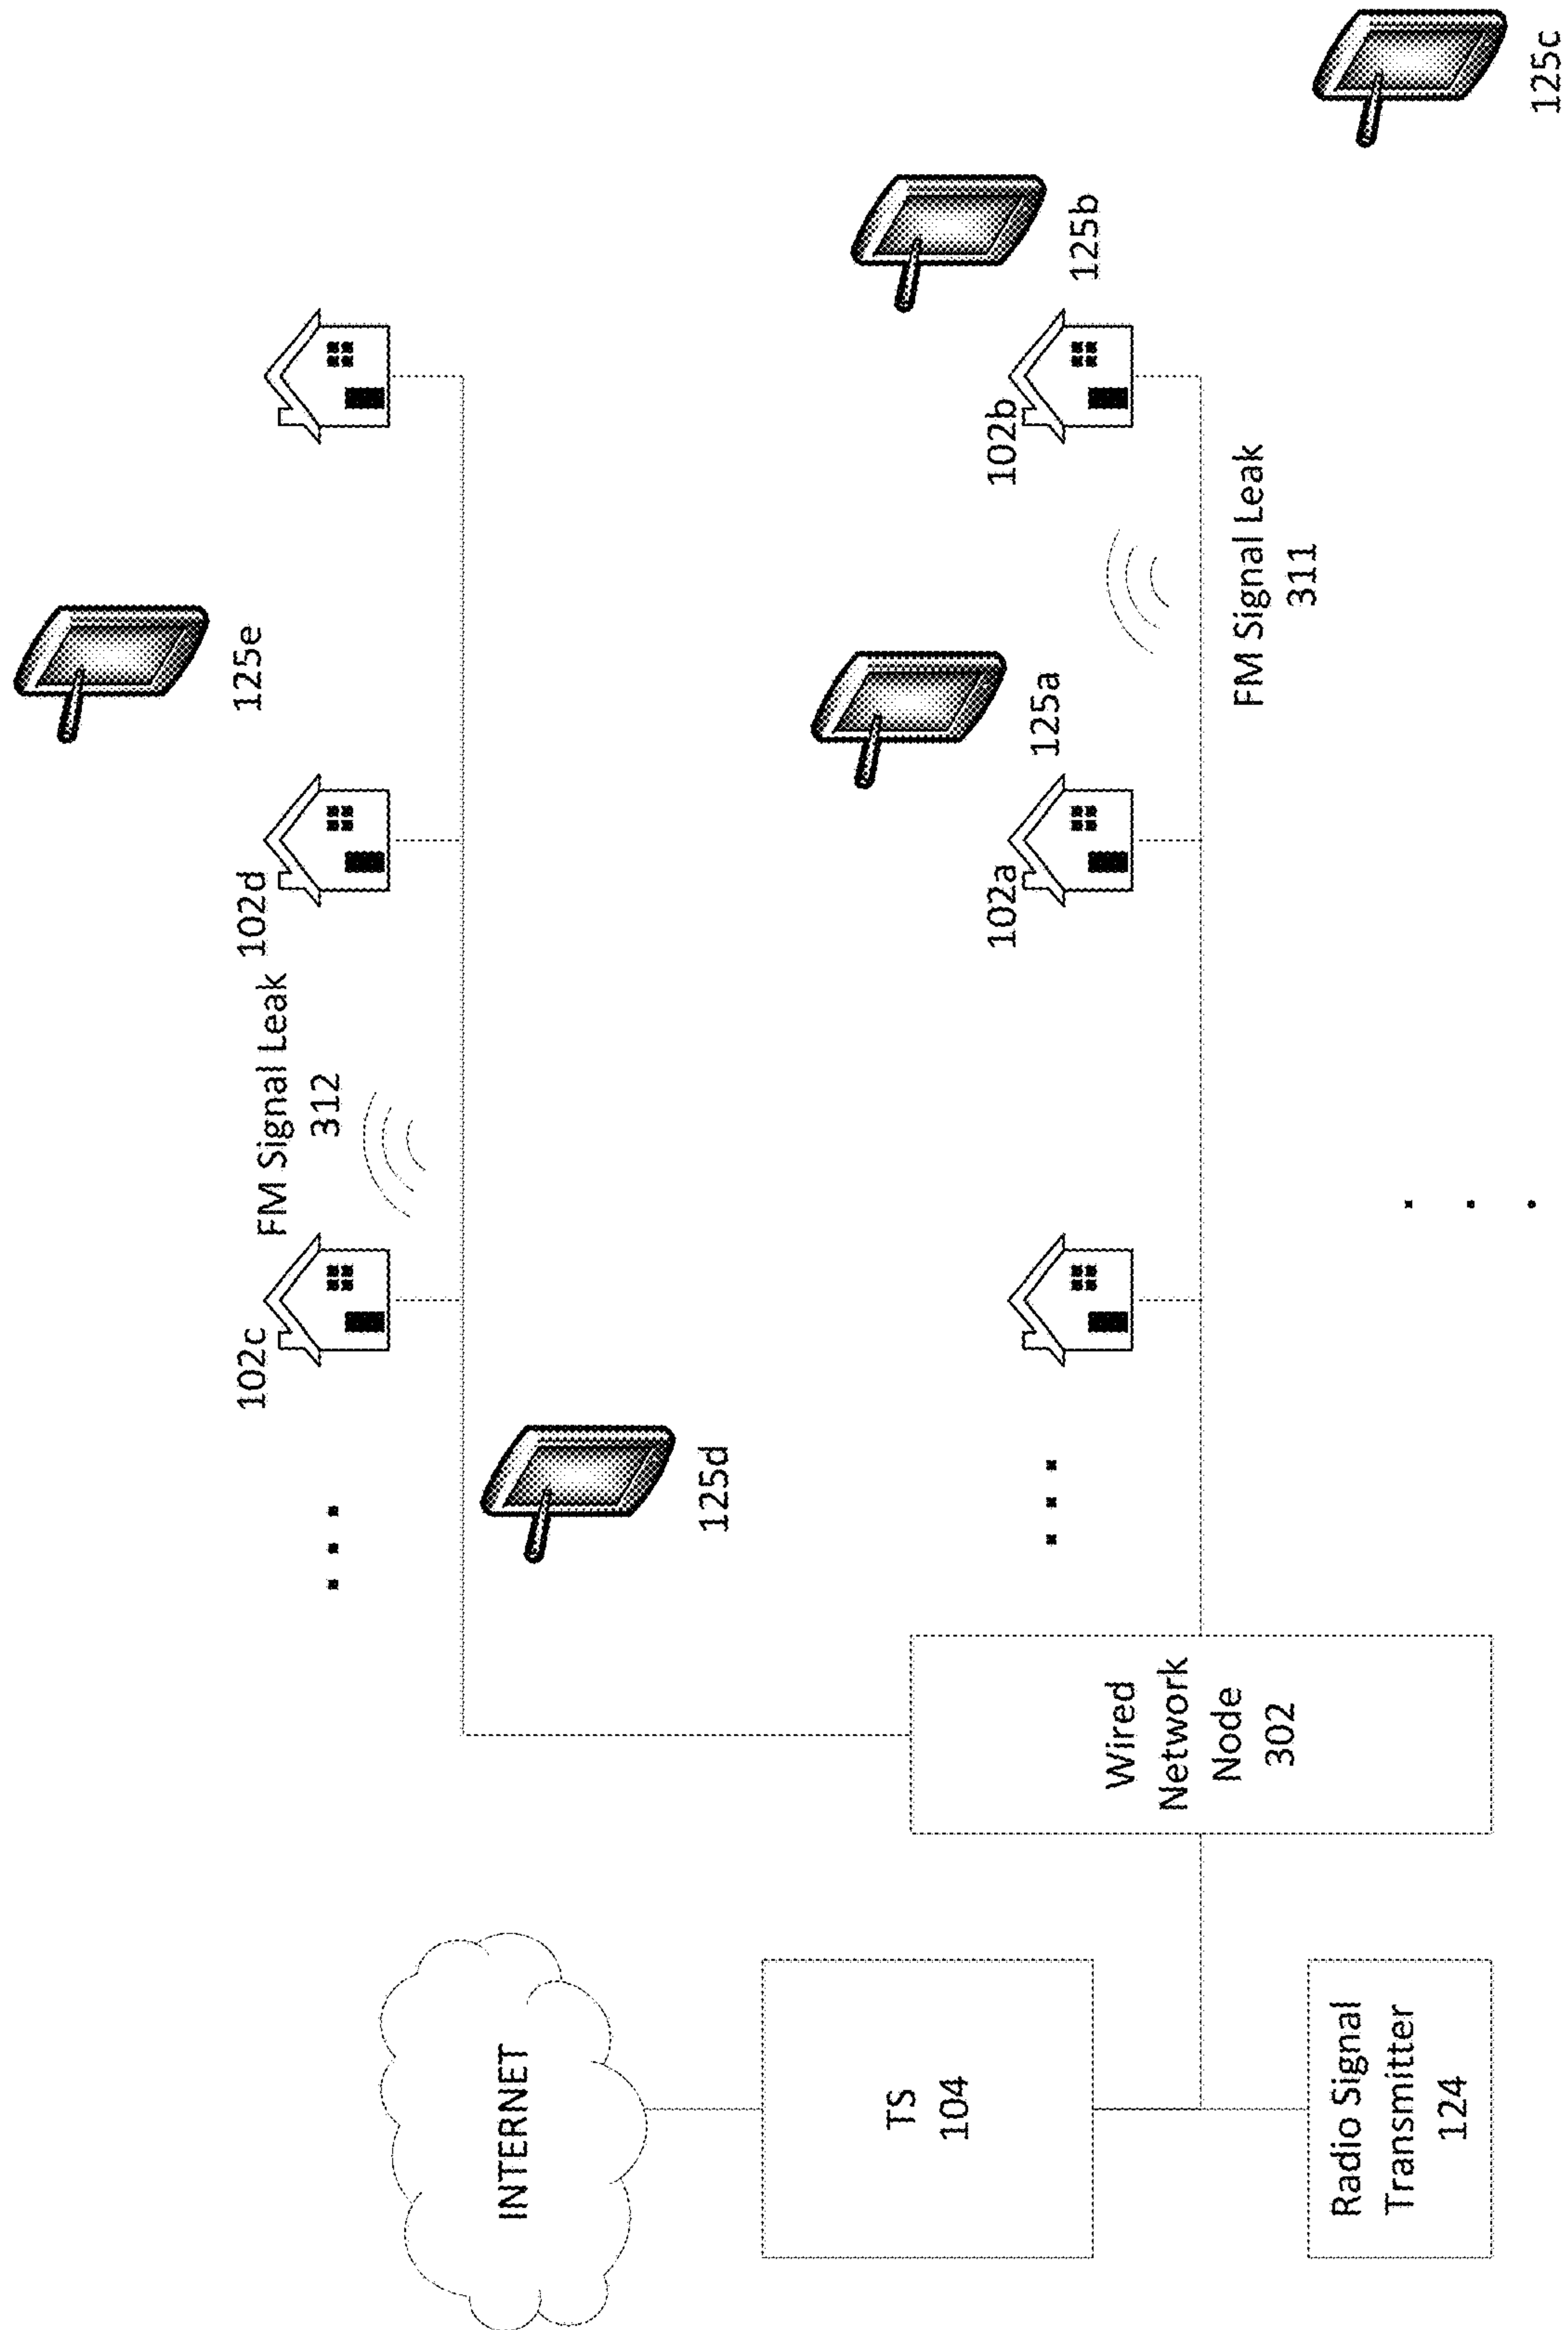 INTERNET
TS
104
Radio Signal
Transmitter
124
Wired
Network
Node
302
125d
102c
FM Signal Leak
312
102d
125e
102a
125a
FM Signal Leak
311
102b
125b
125c